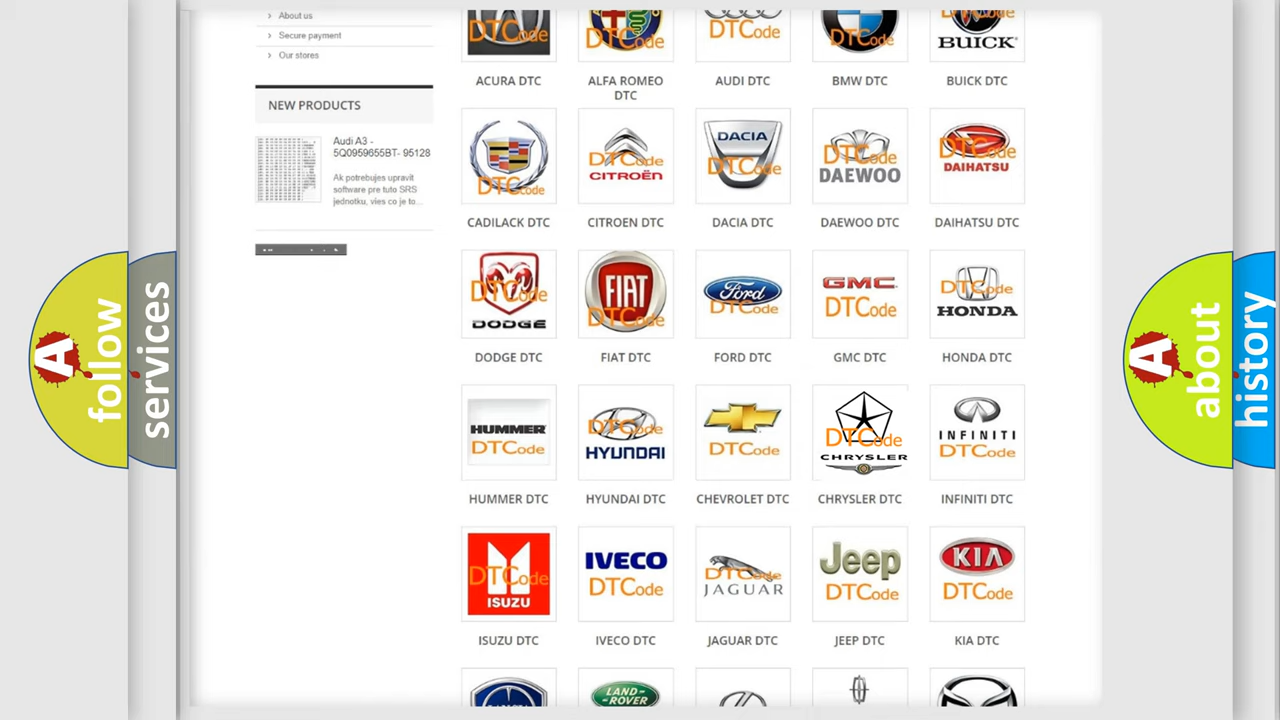 About us
Secure payment
Our stores
NEW PRODUCTS
Audi A3 -
5Q0959655BT- 95128
Ak potrebujes upravit
software pre tuto SRS
jednotku, vies co je to...
DTCode
DTCode
DTCode
DTCode
BUICK
ACURA DTC
ALFA ROMEO
DTC
AUDI DTC
BMW DTC
BUICK DTC
DTCode
DTCode
CITROËN
DACIA
DTCode
DTCode
DAEWOO
DTCode
DAIHATSU
CADILACK DTC
CITROEN DTC
DACIA DTC
DAEWOO DTC
DAIHATSU DTC
DTCode
DODGE
FIAT
DTCode
Ford
DTCode
GMC
DTCode
DTCode
HONDA
DODGE DTC
FIAT DTC
FORD DTC
GMC DTC
HONDA DTC
HUMMER
DTCode
DTCode
HYUNDAI
DTCode
DTCode
CHRYSLER
INFINITI
DTCode
HUMMER DTC
HYUNDAI DTC
CHEVROLET DTC
CHRYSLER DTC
INFINITI DTC
DTCode
ISUZU
IVECO
DTCode
DTCode
JAGUAR
Jeep
DTCode
KIA
DTCode
ISUZU DTC
IVECO DTC
JAGUAR DTC
JEEP DTC
KIA DTC
LAND-
ROVER
A
follow
services
A
about
history